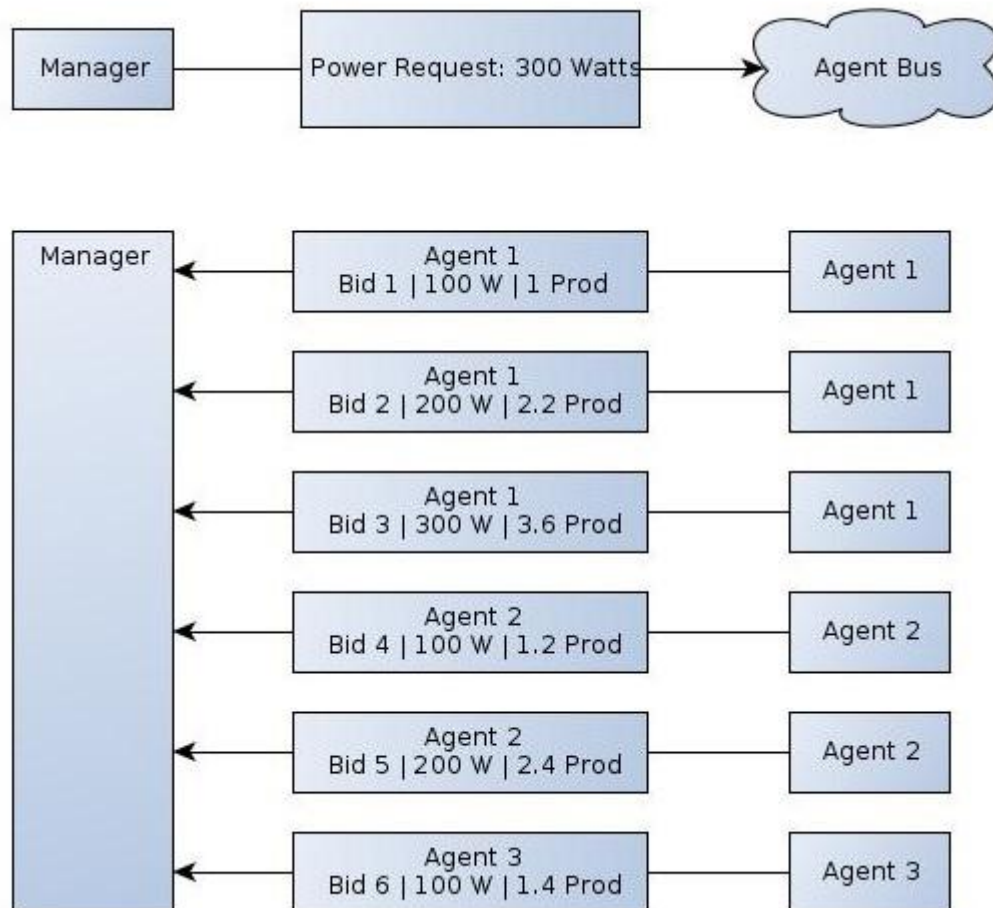 Manager
Power Request: 300 Watts
Agent Bus
Manager
Agent 1
Bid 1 | 100 W | 1 Prod
Agent 1
Agent 1
Bid 2 | 200 W | 2.2 Prod
Agent 1
Agent 1
Bid 3 | 300 W | 3.6 Prod
Agent 1
Agent 2
Bid 4 | 100 W | 1.2 Prod
Agent 2
Agent 2
Bid 5 | 200 W | 2.4 Prod
Agent 2
Agent 3
Bid 6 | 100 W | 1.4 Prod
Agent 3